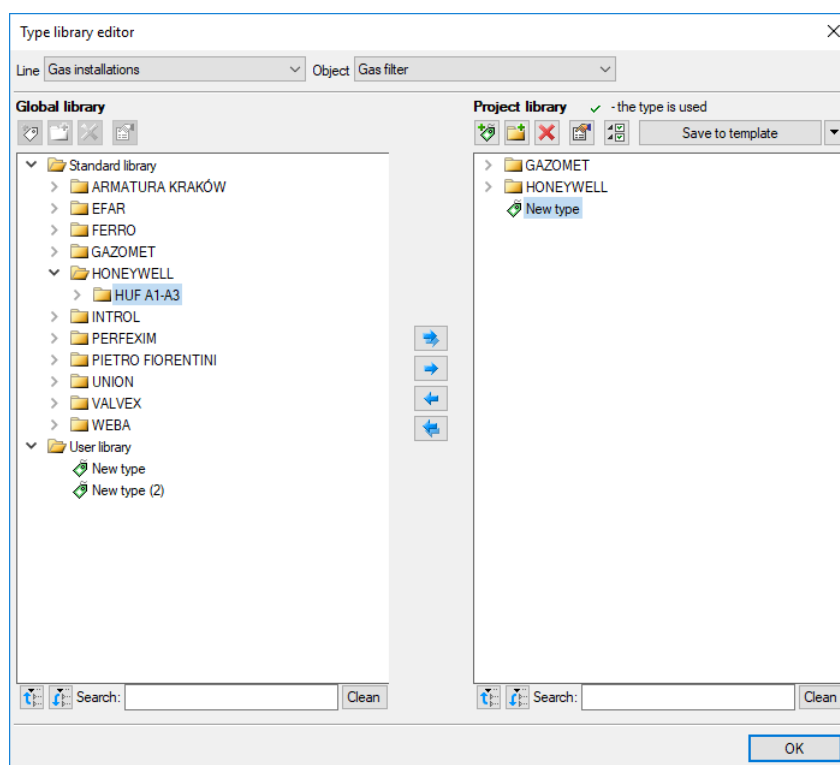 Type library editor
Line Gas installations Object Gas filter
Global library
Project library - the type is used
Save to template
Standard library
ARMATURA KRAKÓW
EFAR
FERRO
GAZOMET
HONEYWELL
HUF A1-A3
INTROL
PERFEXIM
PIETRO FIORENTINI
UNION
VALVEX
WEBA
User library
New type
New type (2)
GAZOMET
HONEYWELL
New type
Search: Clean
Search: Clean
OK